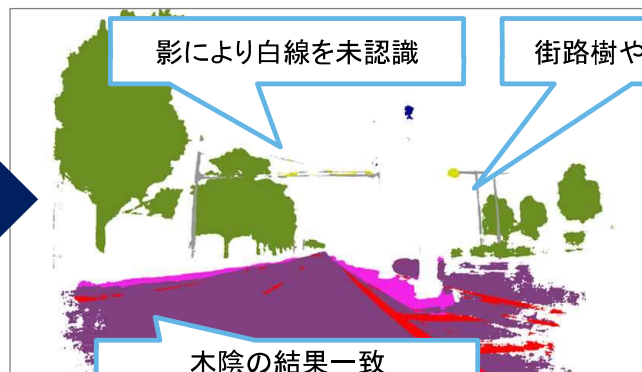 影により白線を未認識
街路樹や
木陰の結果一致